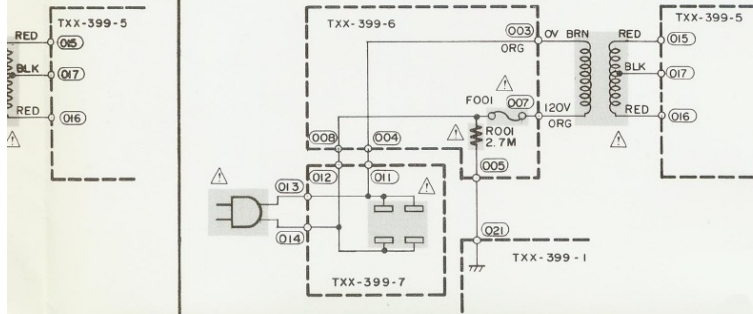 TXX-399-5
RED
015
BLK
017
RED
016
TXX-399-6
003
0V BRN
ORG
F001
007
120V
ORG
R001
2.7M
008
004
005
012
011
013
014
TXX-399-7
021
TXX-399-1
TXX-399-5
RED
015
BLK
017
RED
016